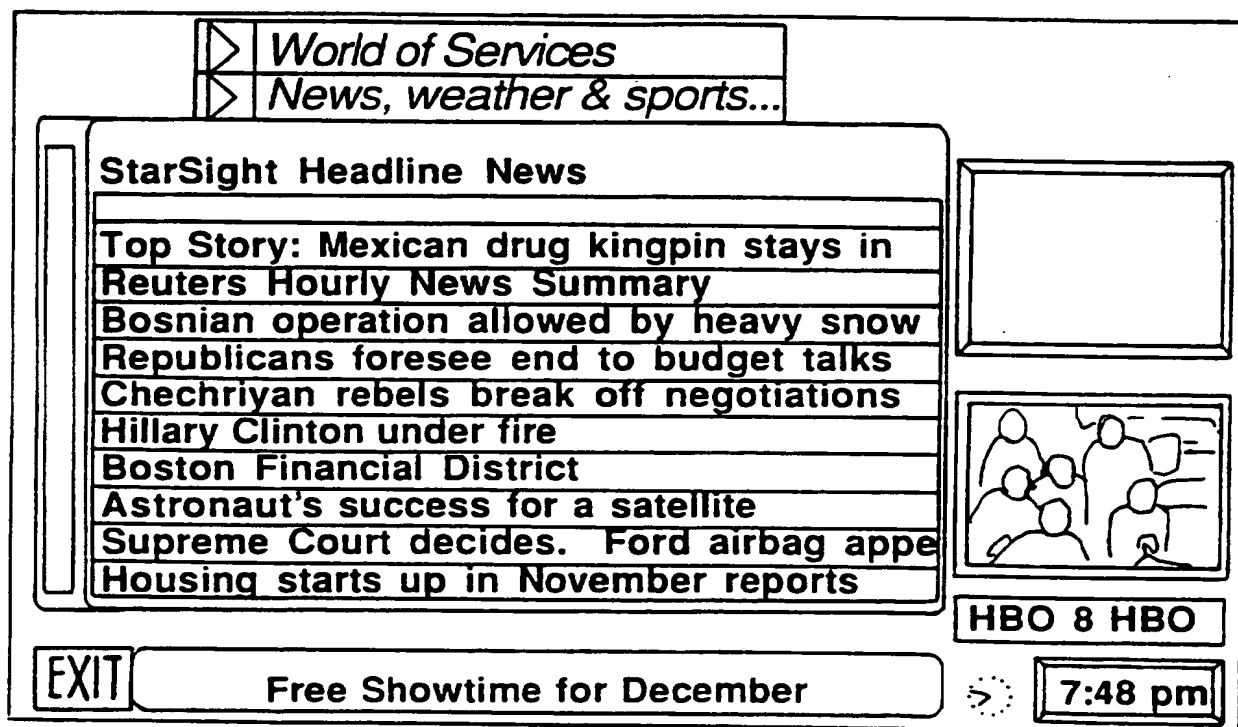 World of Services
News, weather & sports...
StarSight Headline News
Top Story: Mexican drug kingpin stays in
Reuters Hourly News Summary
Bosnian operation allowed by heavy snow
Republicans foresee end to budget talks
Chechriyan rebels break off negotiations
Hillary Clinton under fire
Boston Financial District
Astronaut's success for a satellite
Supreme Court decides. Ford airbag appe
Housing starts up in November reports
HBO 8 HBO
EXIT
Free Showtime for December
7:48 pm